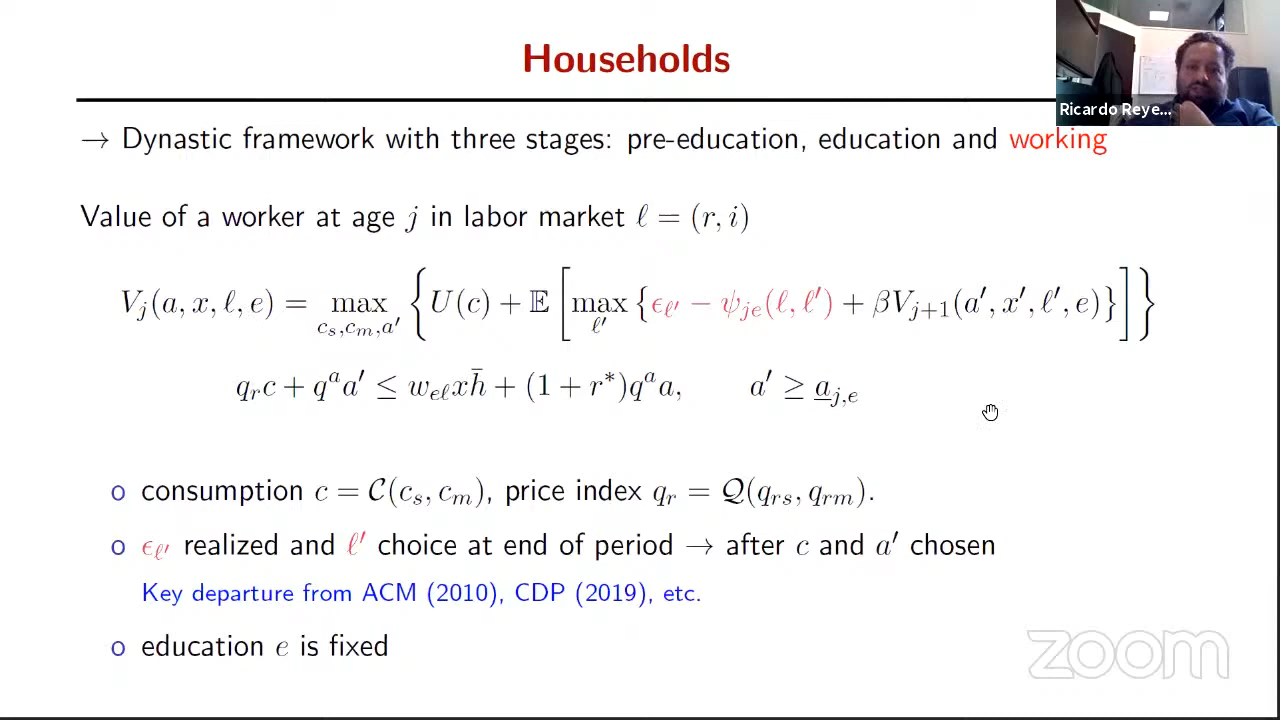 Households
Ricardo Reye...
→ Dynastic framework with three stages: pre-education, education and working
Value of a worker at age j in labor market ℓ = (r, i)
V_j(a, x, ℓ, e) = max_{c_s,c_m,a′} { U(c) + 𝔼 [ max_{ℓ′} { ϵ_{ℓ′} − ψ_{je}(ℓ, ℓ′) + βV_{j+1}(a′, x′, ℓ′, e) } ] }
q_r c + q^a a′ ≤ w_{eℓ} x h̄ + (1 + r*)q^a a,    a′ ≥ a̲_{j,e}
o consumption c = 𝒞(c_s, c_m), price index q_r = 𝒬(q_{rs}, q_{rm}).
o ϵ_{ℓ′} realized and ℓ′ choice at end of period → after c and a′ chosen
Key departure from ACM (2010), CDP (2019), etc.
o education e is fixed
zoom